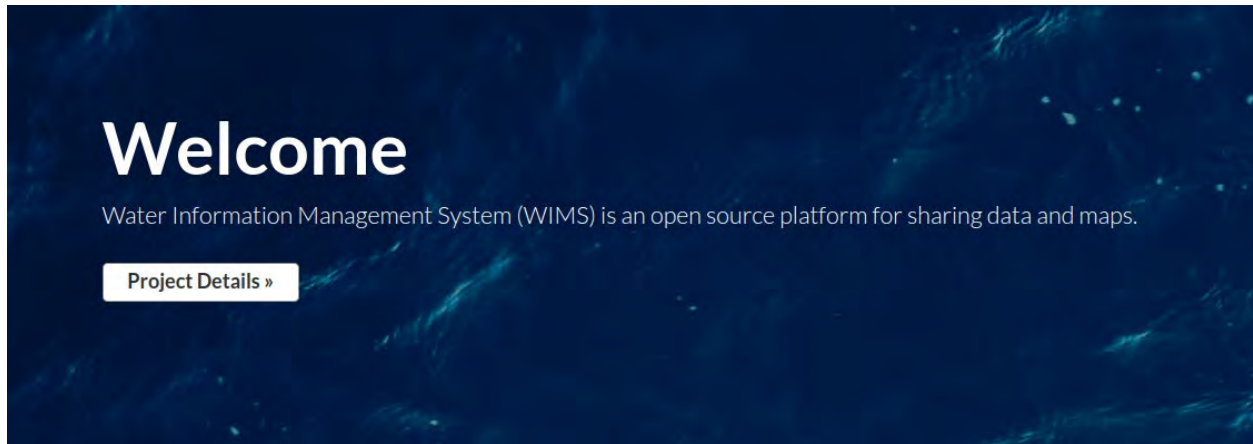 Welcome
Water Information Management System (WIMS) is an open source platform for sharing data and maps.
Project Details »